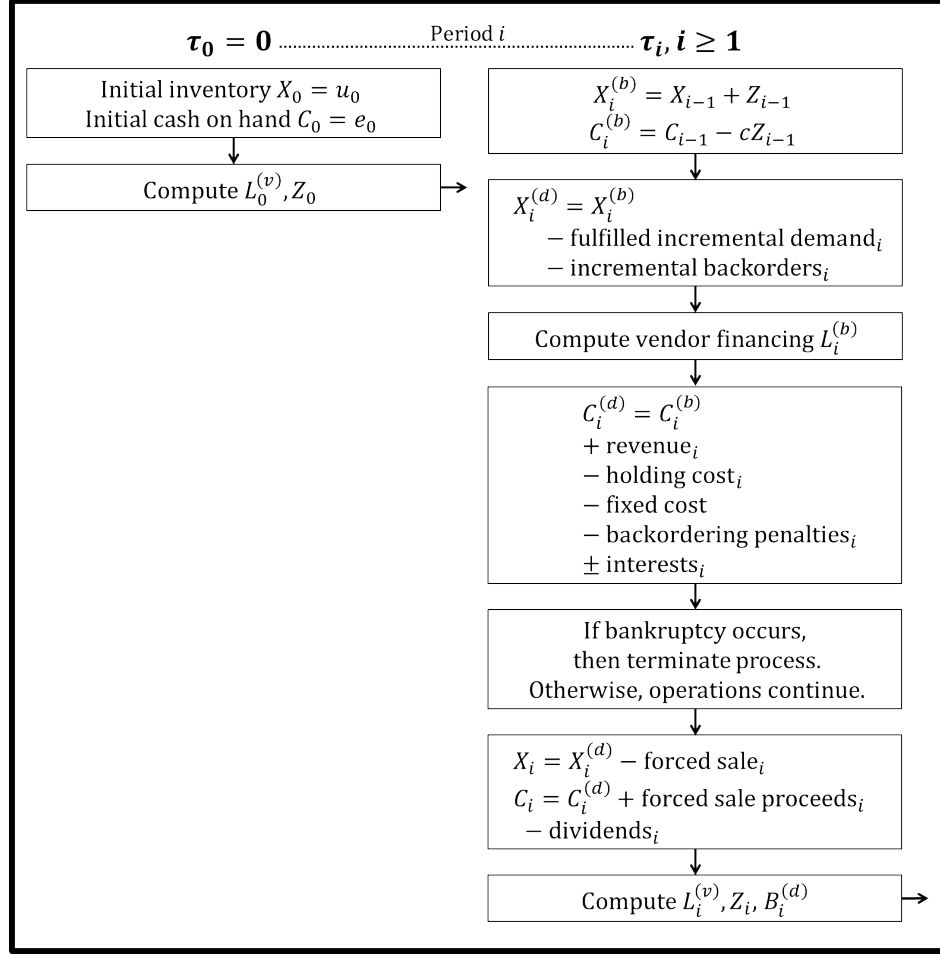 τ₀ = 0 Period i τᵢ, i ≥ 1
Initial inventory X₀ = u₀
Initial cash on hand C₀ = e₀
Compute L₀^(v), Z₀
Xᵢ^(b) = Xᵢ₋₁ + Zᵢ₋₁
Cᵢ^(b) = Cᵢ₋₁ − cZᵢ₋₁
Xᵢ^(d) = Xᵢ^(b)
− fulfilled incremental demandᵢ
− incremental backordersᵢ
Compute vendor financing Lᵢ^(b)
Cᵢ^(d) = Cᵢ^(b)
+ revenueᵢ
− holding costᵢ
− fixed cost
− backordering penaltiesᵢ
± interestsᵢ
If bankruptcy occurs,
then terminate process.
Otherwise, operations continue.
Xᵢ = Xᵢ^(d) − forced saleᵢ
Cᵢ = Cᵢ^(d) + forced sale proceedsᵢ
− dividendsᵢ
Compute Lᵢ^(v), Zᵢ, Bᵢ^(d)